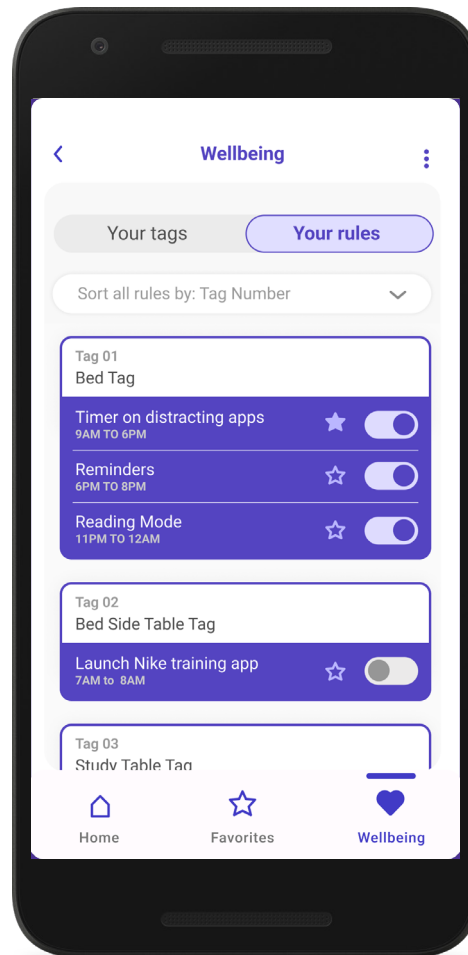 Wellbeing
Your tags
Your rules
Sort all rules by: Tag Number
Tag 01
Bed Tag
Timer on distracting apps
9AM TO 6PM
Reminders
6PM TO 8PM
Reading Mode
11PM TO 12AM
Tag 02
Bed Side Table Tag
Launch Nike training app
7AM to 8AM
Tag 03
Study Table Tag
Home
Favorites
Wellbeing